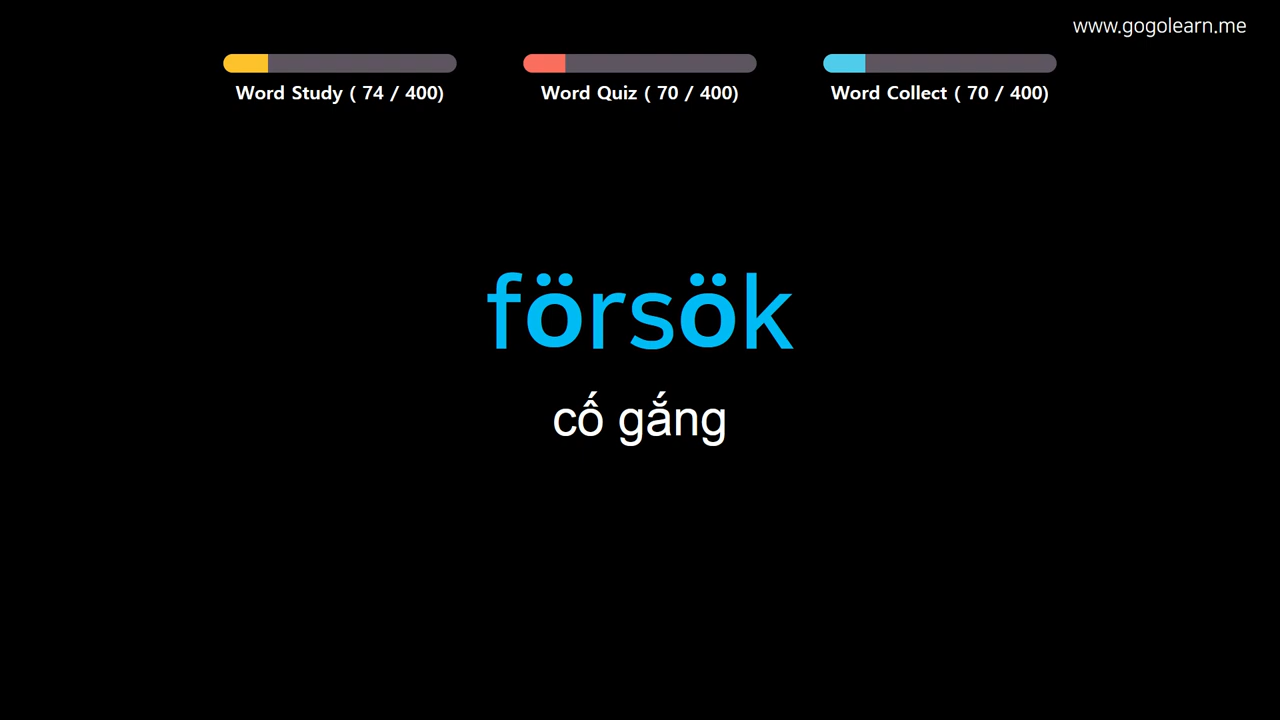 www.gogolearn.me
Word Study ( 74 / 400)
Word Quiz ( 70 / 400)
Word Collect ( 70 / 400)
försök
cố gắng